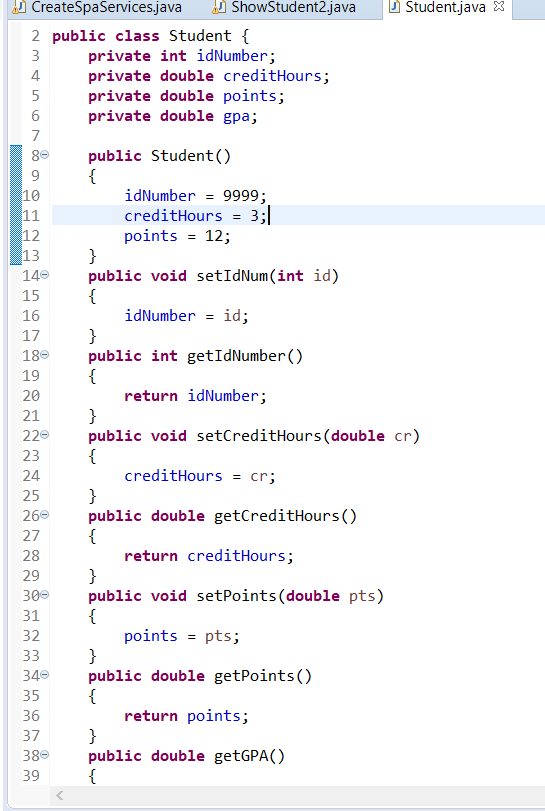 CreateSpaServices.java ShowStudent2.java Student.java
2 public class Student {
3 private int idNumber;
4 private double creditHours;
5 private double points;
6 private double gpa;
7
8 public Student()
9 {
10 idNumber = 9999;
11 creditHours = 3;
12 points = 12;
13 }
14 public void setIdNum(int id)
15 {
16 idNumber = id;
17 }
18 public int getIdNumber()
19 {
20 return idNumber;
21 }
22 public void setCreditHours(double cr)
23 {
24 creditHours = cr;
25 }
26 public double getCreditHours()
27 {
28 return creditHours;
29 }
30 public void setPoints(double pts)
31 {
32 points = pts;
33 }
34 public double getPoints()
35 {
36 return points;
37 }
38 public double getGPA()
39 {